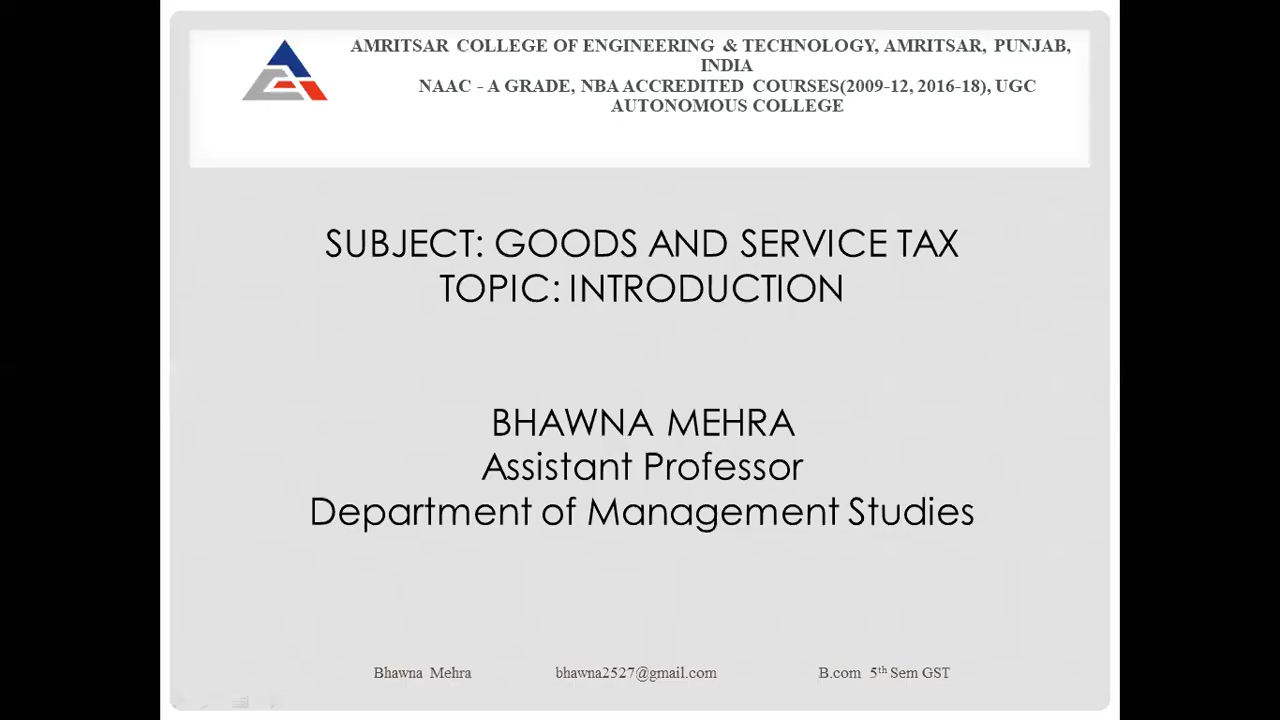 AMRITSAR COLLEGE OF ENGINEERING & TECHNOLOGY, AMRITSAR, PUNJAB,
INDIA
NAAC - A GRADE, NBA ACCREDITED COURSES(2009-12, 2016-18), UGC
AUTONOMOUS COLLEGE
SUBJECT: GOODS AND SERVICE TAX
TOPIC: INTRODUCTION
BHAWNA MEHRA
Assistant Professor
Department of Management Studies
Bhawna Mehra bhawna2527@gmail.com B.com 5th Sem GST